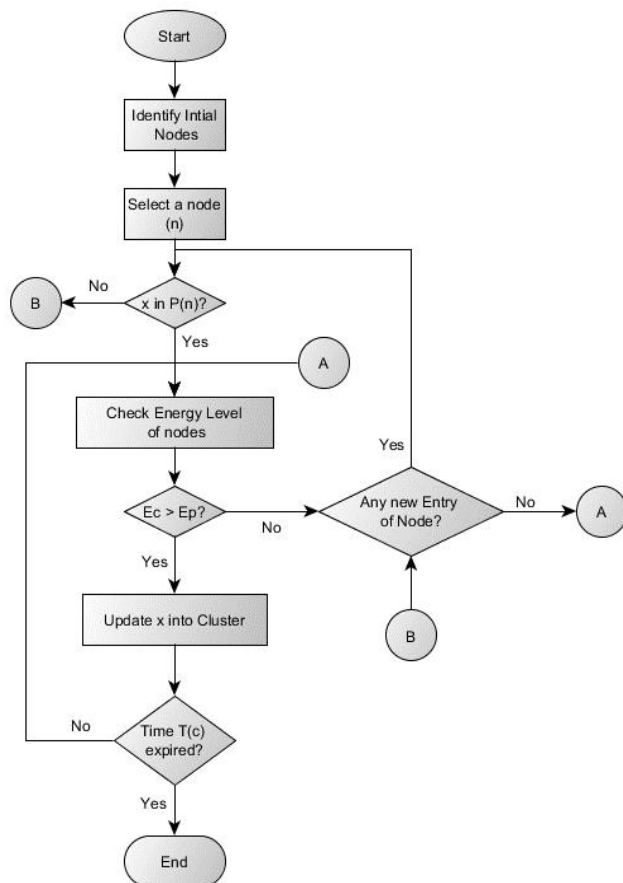 Start
Identify Intial
Nodes
Select a node
(n)
No
B
x in P(n)?
Yes
A
Check Energy Level
of nodes
Yes
Ec > Ep?
No
Any new Entry
of Node?
No
A
Yes
Update x into Cluster
B
No
Time T(c)
expired?
Yes
End